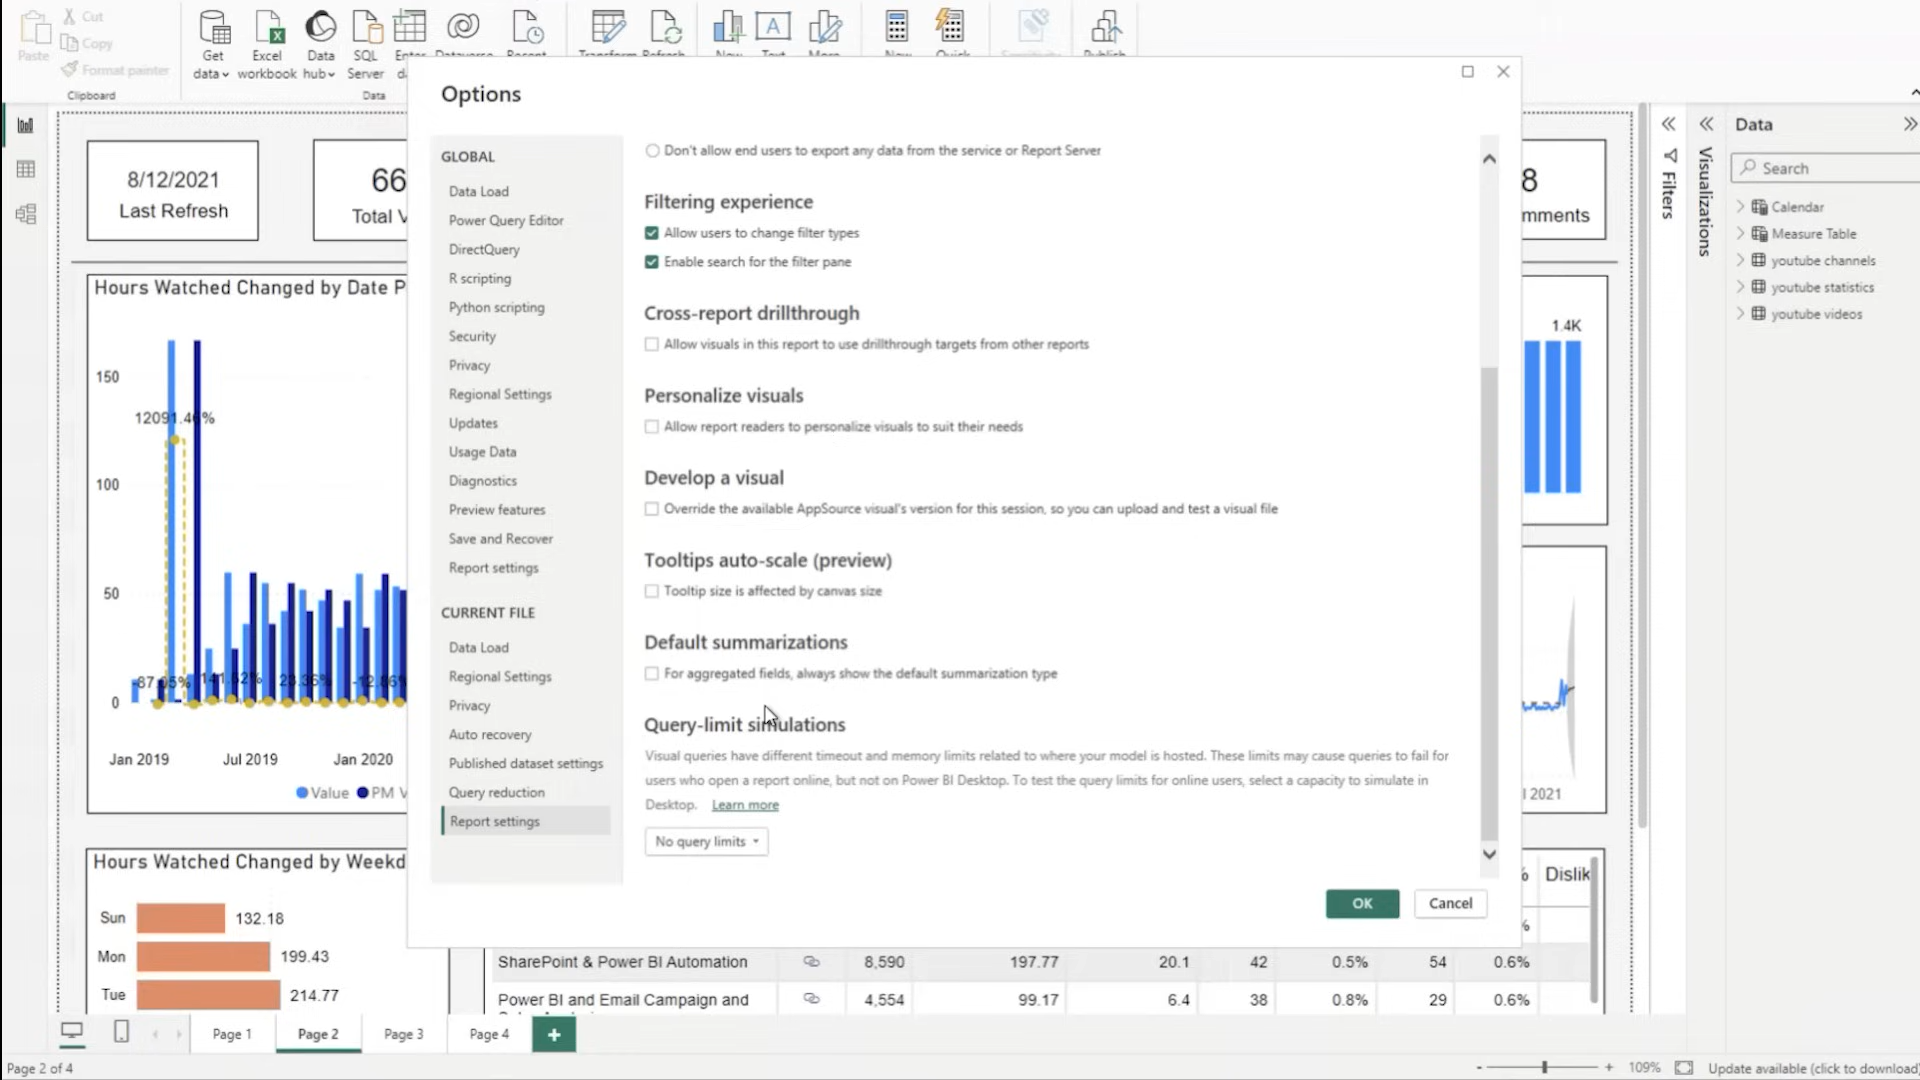 Cut
Copy
Format painter
Paste
Clipboard
Get data
Excel workbook
Data hub
SQL Server
Data
Options
GLOBAL
Data Load
Power Query Editor
DirectQuery
R scripting
Python scripting
Security
Privacy
Regional Settings
Updates
Usage Data
Diagnostics
Preview features
Save and Recover
Report settings
CURRENT FILE
Data Load
Regional Settings
Privacy
Auto recovery
Published dataset settings
Query reduction
Report settings
Don't allow end users to export any data from the service or Report Server
Filtering experience
Allow users to change filter types
Enable search for the filter pane
Cross-report drillthrough
Allow visuals in this report to use drillthrough targets from other reports
Personalize visuals
Allow report readers to personalize visuals to suit their needs
Develop a visual
Override the available AppSource visual's version for this session, so you can upload and test a visual file
Tooltips auto-scale (preview)
Tooltip size is affected by canvas size
Default summarizations
For aggregated fields, always show the default summarization type
Query-limit simulations
Visual queries have different timeout and memory limits related to where your model is hosted. These limits may cause queries to fail for
users who open a report online, but not on Power BI Desktop. To test the query limits for online users, select a capacity to simulate in
Desktop. Learn more
No query limits
OK
Cancel
8/12/2021
Last Refresh
66
Total V
8
mments
Hours Watched Changed by Date P
150
100
50
0
12091.46%
-87.95%
141.62%
23.36%
-12.86%
Jan 2019
Jul 2019
Jan 2020
Value
PM V
1.4K
l 2021
Hours Watched Changed by Weekd
Sun 132.18
Mon 199.43
Tue 214.77
% Dislik
%
SharePoint & Power BI Automation 8,590 197.77 20.1 42 0.5% 54 0.6%
Power BI and Email Campaign and 4,554 99.17 6.4 38 0.8% 29 0.6%
Filters
Visualizations
Data
Search
Calendar
Measure Table
youtube channels
youtube statistics
youtube videos
Page 1
Page 2
Page 3
Page 4
+
Page 2 of 4
- + 109%
Update available (click to download)